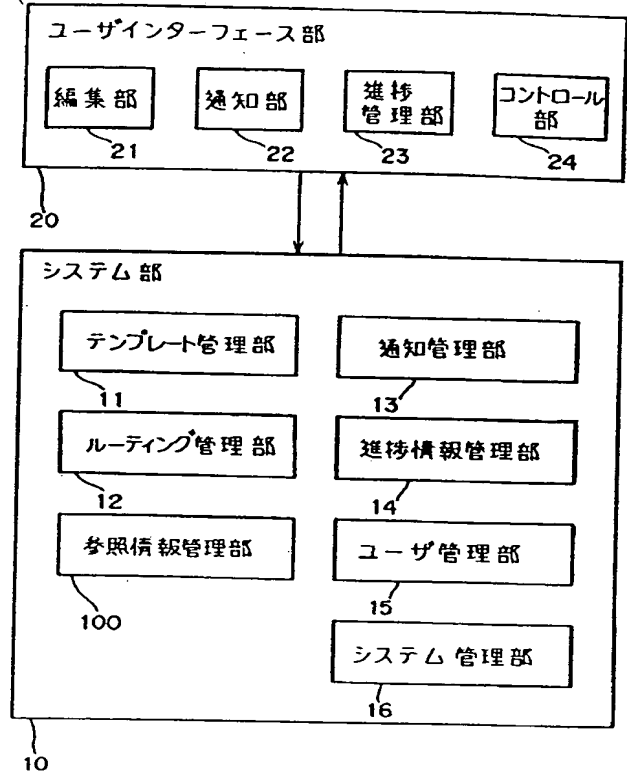 ユーザインターフェース部
編集部
通知部
進捗
管理部
コントロール
部
21
22
23
24
20
システム部
テンプレート管理部
通知管理部
11
13
ルーティング管理部
進捗情報管理部
12
14
参照情報管理部
ユーザ管理部
100
15
システム管理部
16
10